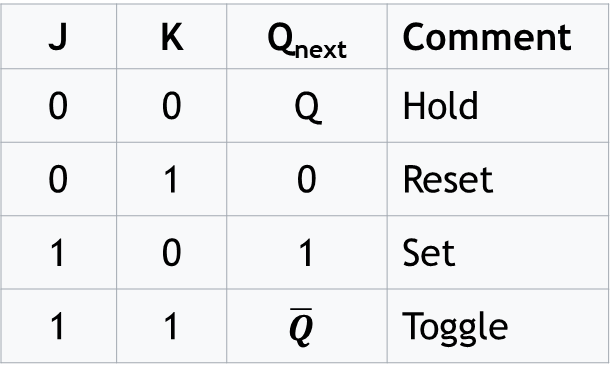 J K Qnext Comment
0 0 Q Hold
0 1 0 Reset
1 0 1 Set
1 1 Q̅ Toggle